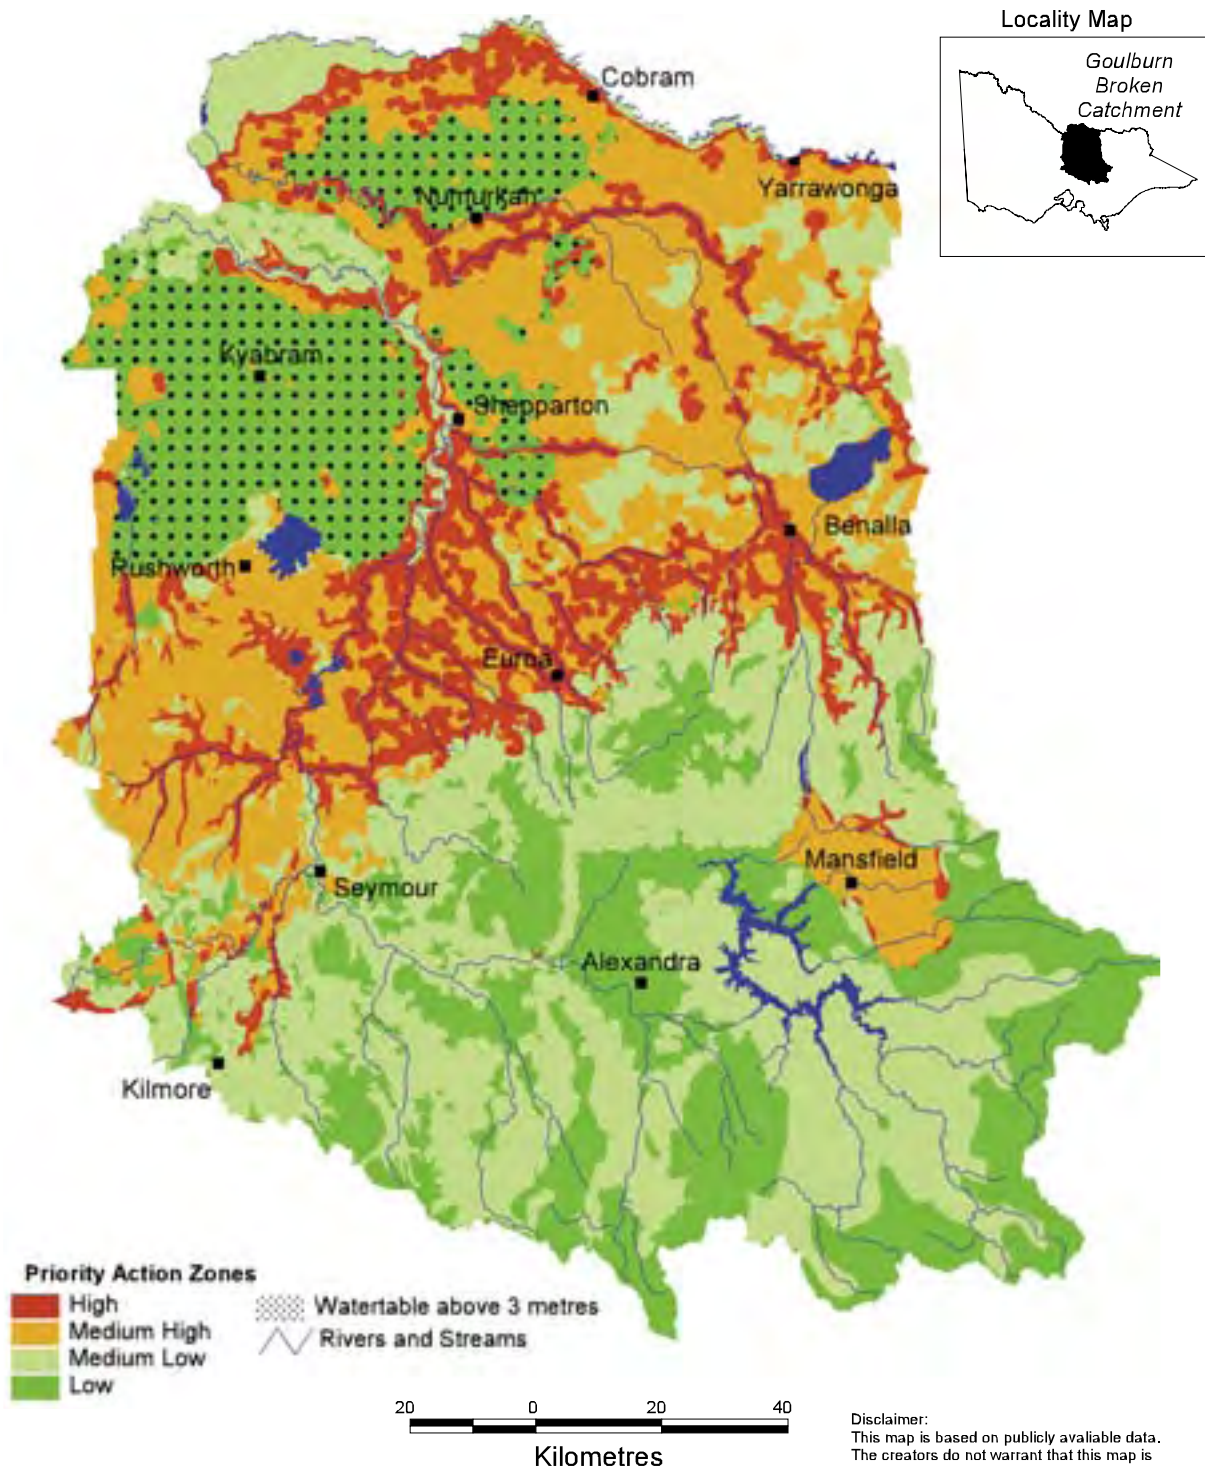 Locality Map
Goulburn
Broken
Catchment
Cobram
Yarrawonga
Numurkah
Kyabram
Shepparton
Benalla
Rushworth
Euroa
Mansfield
Seymour
Alexandra
Kilmore
Priority Action Zones
High
Medium High
Medium Low
Low
Watertable above 3 metres
Rivers and Streams
20 0 20 40
Kilometres
Disclaimer:
This map is based on publicly avaliable data.
The creators do not warrant that this map is